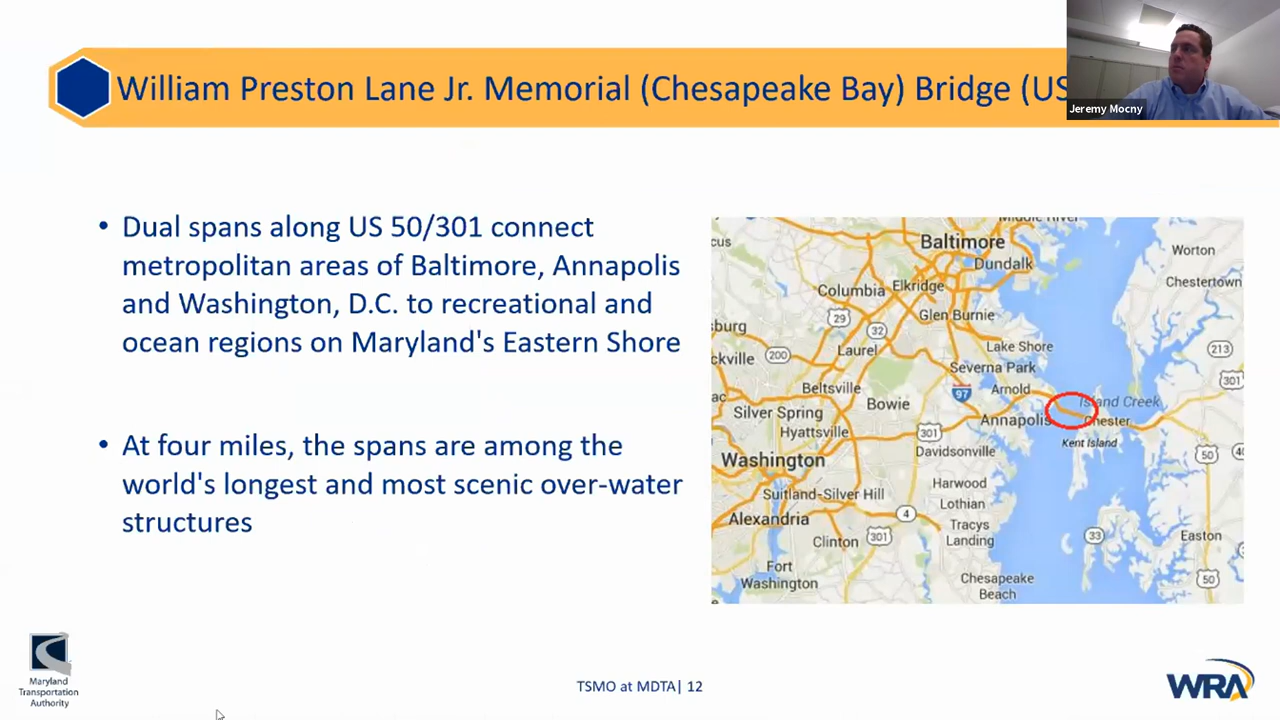 William Preston Lane Jr. Memorial (Chesapeake Bay) Bridge (US
Jeremy Mocny
• Dual spans along US 50/301 connect
metropolitan areas of Baltimore, Annapolis
and Washington, D.C. to recreational and
ocean regions on Maryland's Eastern Shore
• At four miles, the spans are among the
world's longest and most scenic over-water
structures
Middle River
cus
Baltimore
Worton
Dundalk
Chestertown
Columbia
Elkridge
29
Glen Burnie
sburg
32
Lake Shore
213
ckville
200
Laurel
Severna Park
301
Beltsville
97
Arnold
Island Creek
Bowie
Silver Spring
Annapolis
Chester
Hyattsville
301
Kent Island
Davidsonville
50
Washington
Harwood
Suitland-Silver Hill
Lothian
4
Alexandria
Tracys
Landing
Clinton
301
33
Easton
Fort
Washington
Chesapeake
Beach
50
Maryland
Transportation
Authority
TSMO at MDTA| 12
WRA